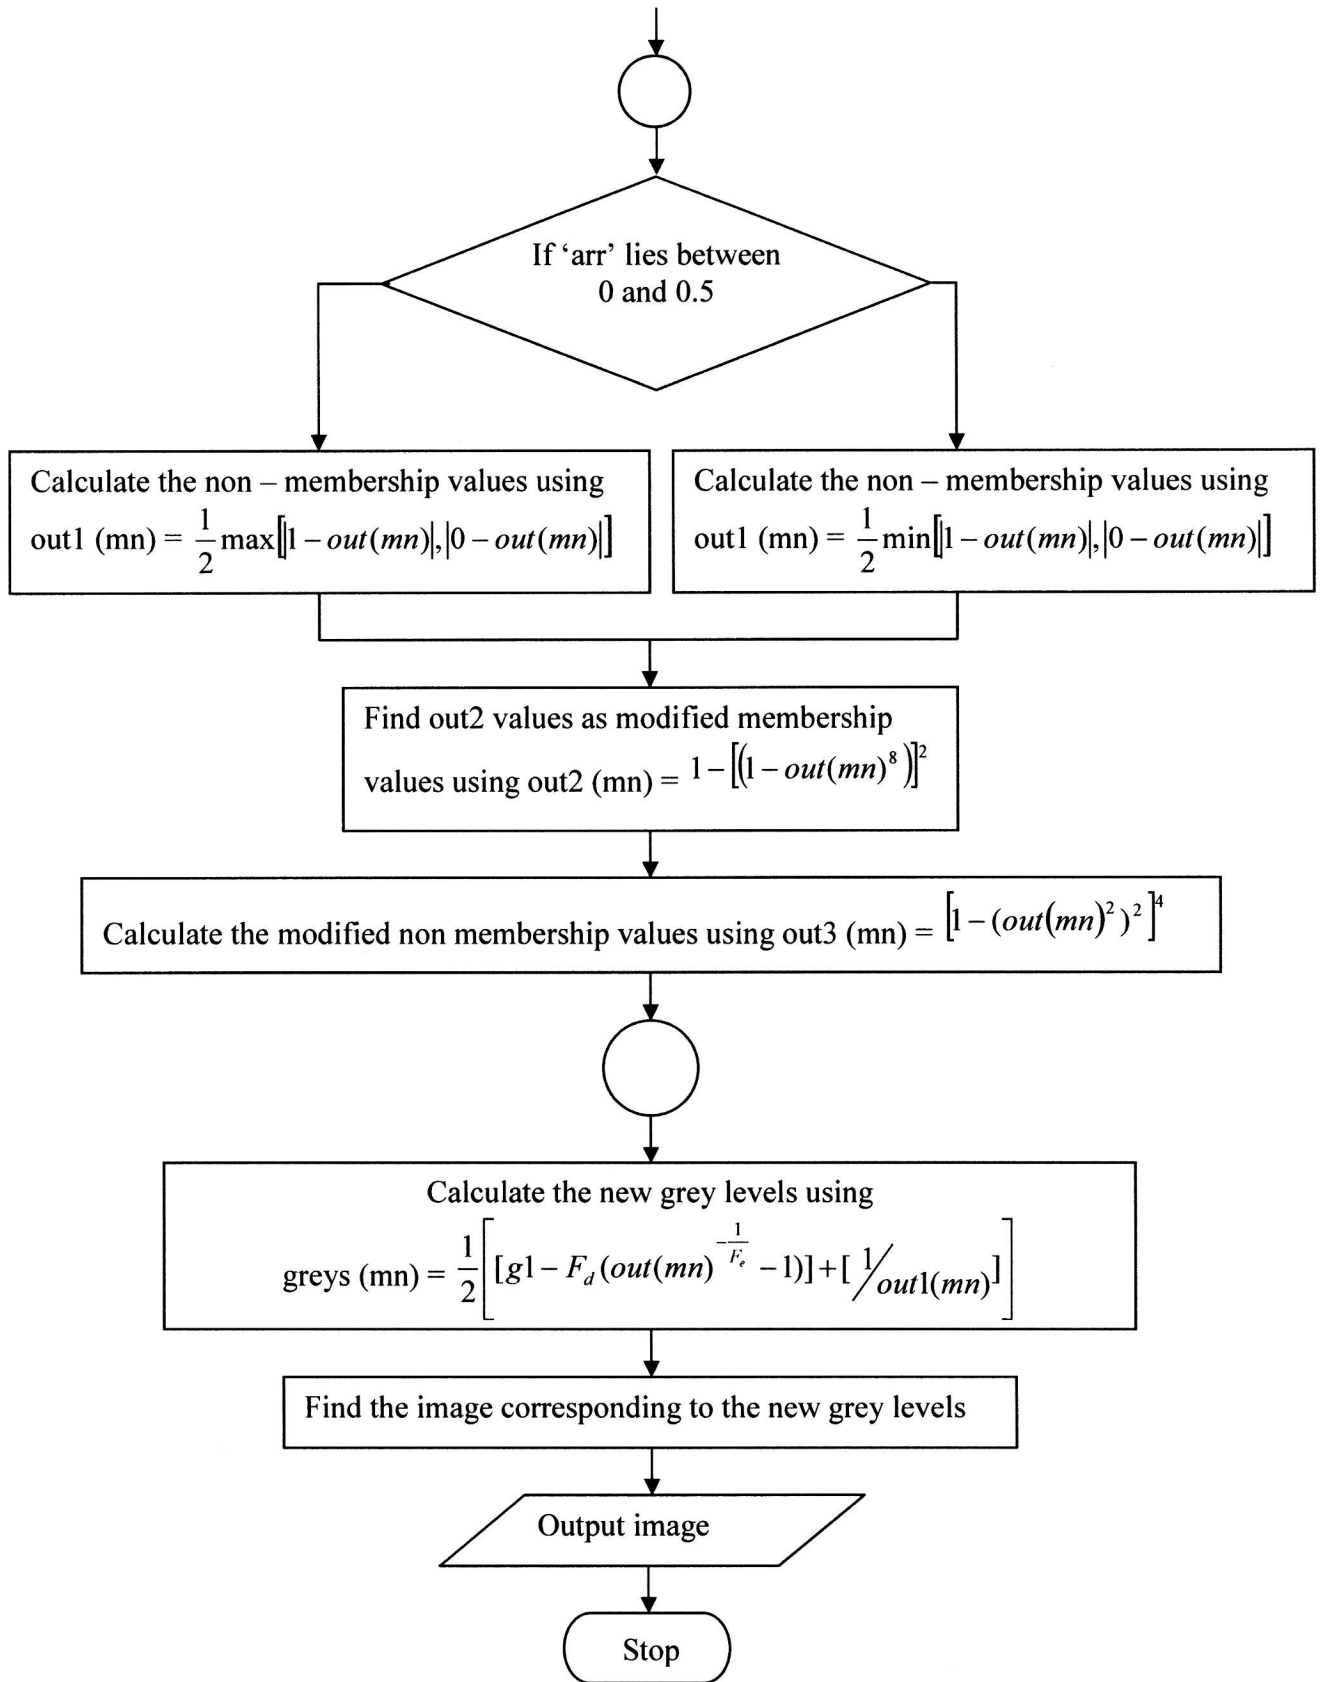 If ‘arr’ lies between
0 and 0.5
Calculate the non – membership values using
out1 (mn) = \frac{1}{2} max[|1 − out(mn)|, |0 − out(mn)|]
Calculate the non – membership values using
out1 (mn) = \frac{1}{2} min[|1 − out(mn)|, |0 − out(mn)|]
Find out2 values as modified membership
values using out2 (mn) = 1 − [(1 − out(mn)^8)]^2
Calculate the modified non membership values using out3 (mn) = [1 − (out(mn)^2)^2]^4
Calculate the new grey levels using
greys (mn) = \frac{1}{2} [[g1 − F_d (out(mn)^{−\frac{1}{F_e}} − 1)] + [1/out1(mn)]]
Find the image corresponding to the new grey levels
Output image
Stop